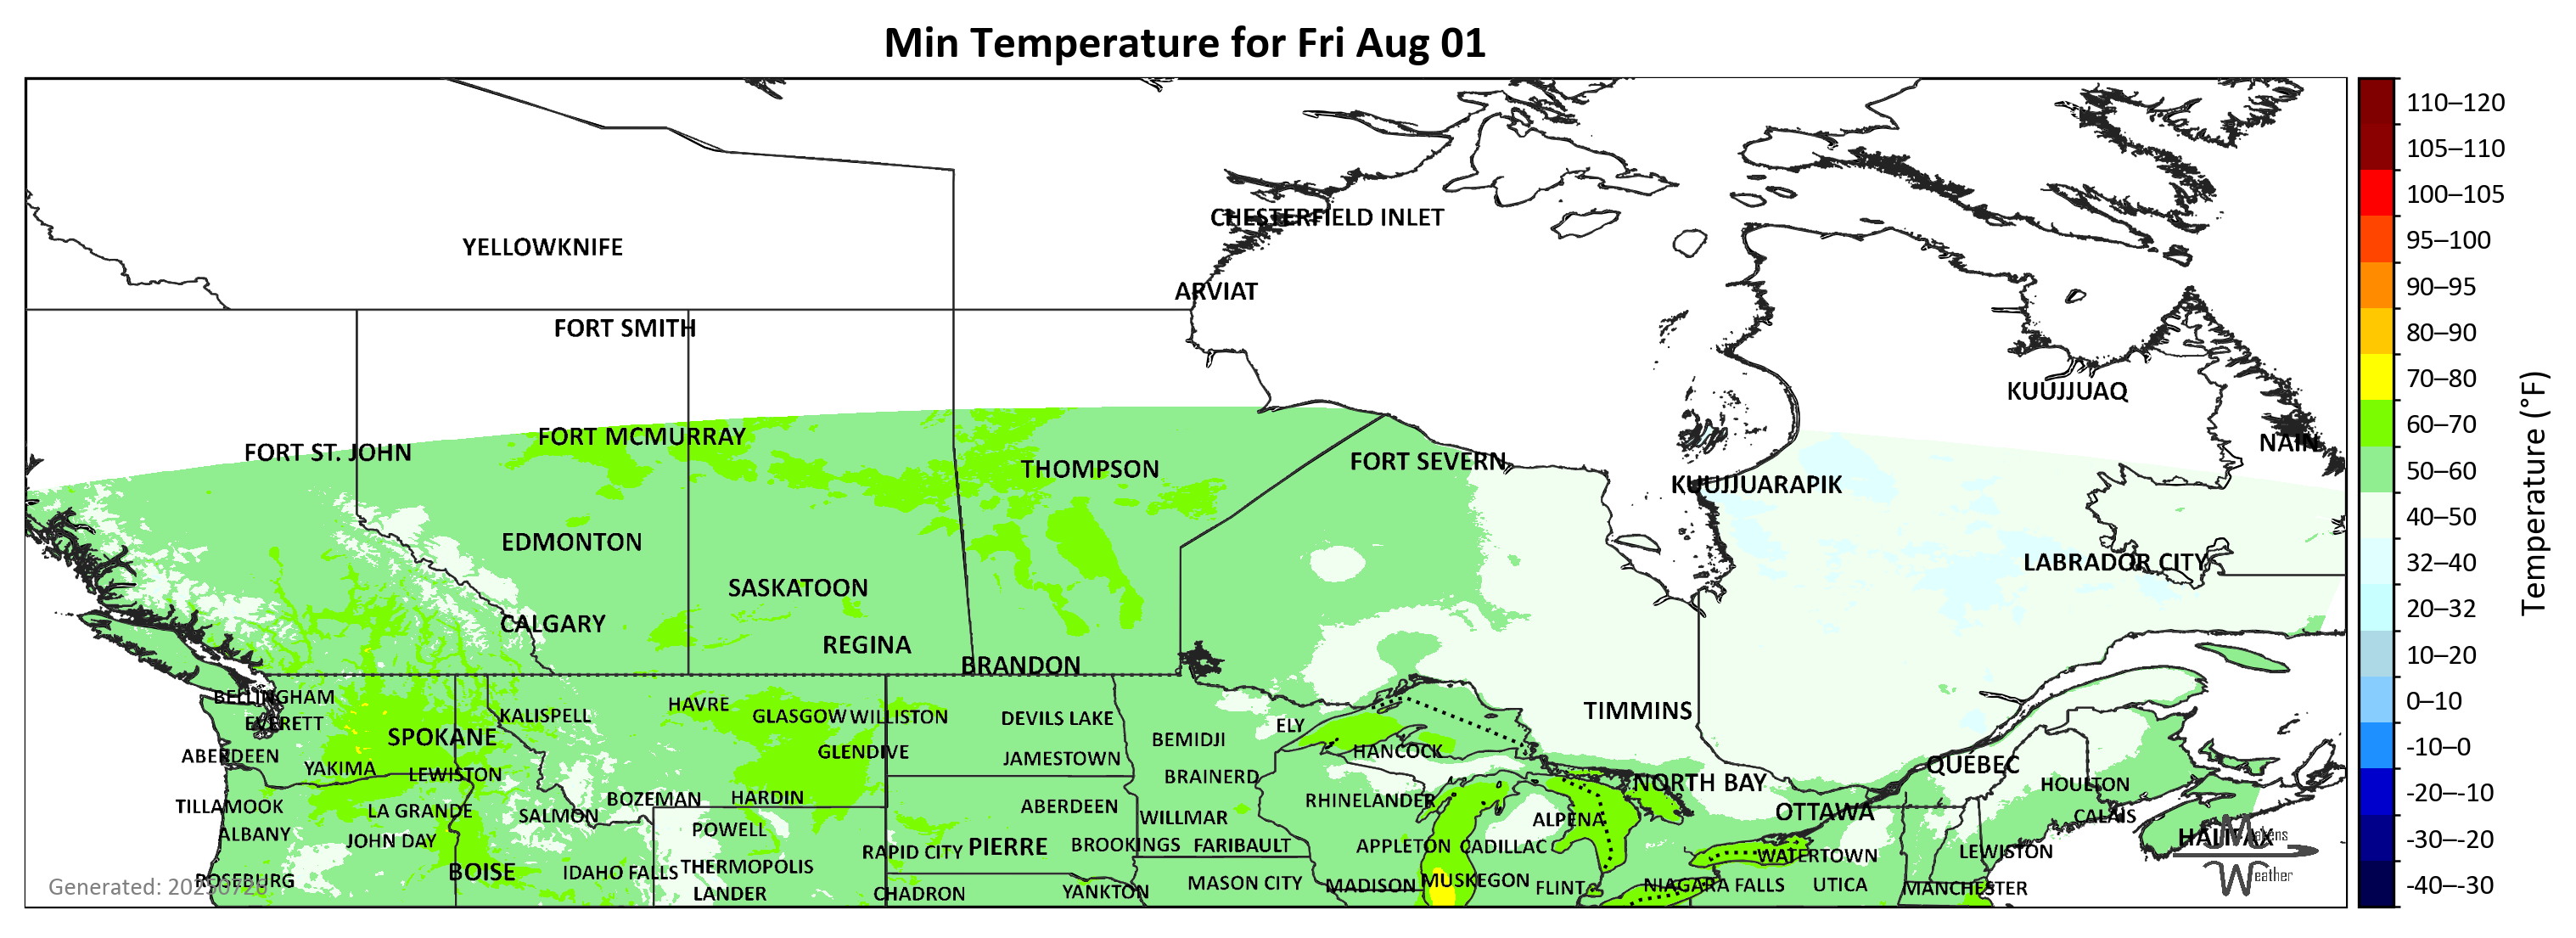 Min Temperature for Fri Aug 01
110–120
105–110
100–105
95–100
90–95
80–90
70–80
60–70
50–60
40–50
32–40
20–32
10–20
0–10
-10–0
-20–-10
-30–-20
-40–-30
Temperature (°F)
CHESTERFIELD INLET
YELLOWKNIFE
ARVIAT
FORT SMITH
KUUJJUAQ
FORT MCMURRAY
NAIN
FORT ST. JOHN
FORT SEVERN
THOMPSON
KUUJJUARAPIK
EDMONTON
LABRADOR CITY
SASKATOON
CALGARY
REGINA
BRANDON
BELLINGHAM
HAVRE
TIMMINS
KALISPELL
GLASGOW
WILLISTON
DEVILS LAKE
EVERETT
ELY
SPOKANE
BEMIDJI
HANCOCK
GLENDIVE
ABERDEEN
JAMESTOWN
QUÉBEC
YAKIMA
LEWISTON
BRAINERD
NORTH BAY
HOULTON
BOZEMAN
HARDIN
RHINELANDER
TILLAMOOK
LA GRANDE
SALMON
ABERDEEN
WILLMAR
ALPENA
OTTAWA
CALAIS
ALBANY
JOHN DAY
POWELL
HALIFAX
RAPID CITY
PIERRE
BROOKINGS
FARIBAULT
APPLETON
CADILLAC
WATERTOWN
LEWISTON
BOISE
IDAHO FALLS
THERMOPOLIS
ROSEBURG
MASON CITY
MADISON
MUSKEGON
FLINT
NIAGARA FALLS
UTICA
MANCHESTER
LANDER
CHADRON
YANKTON
Weather